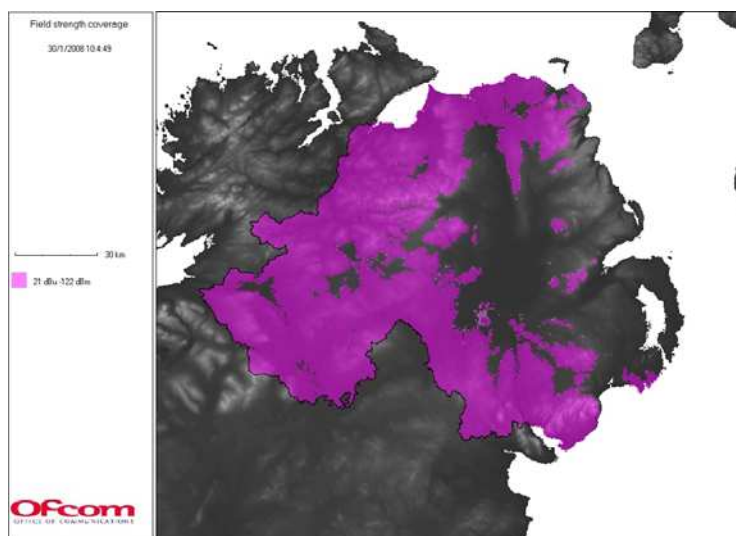 Field strength coverage
30/1/2008 10:4:49
30 km
21 dBu -122 dBm
Ofcom
OFFICE OF COMMUNICATIONS